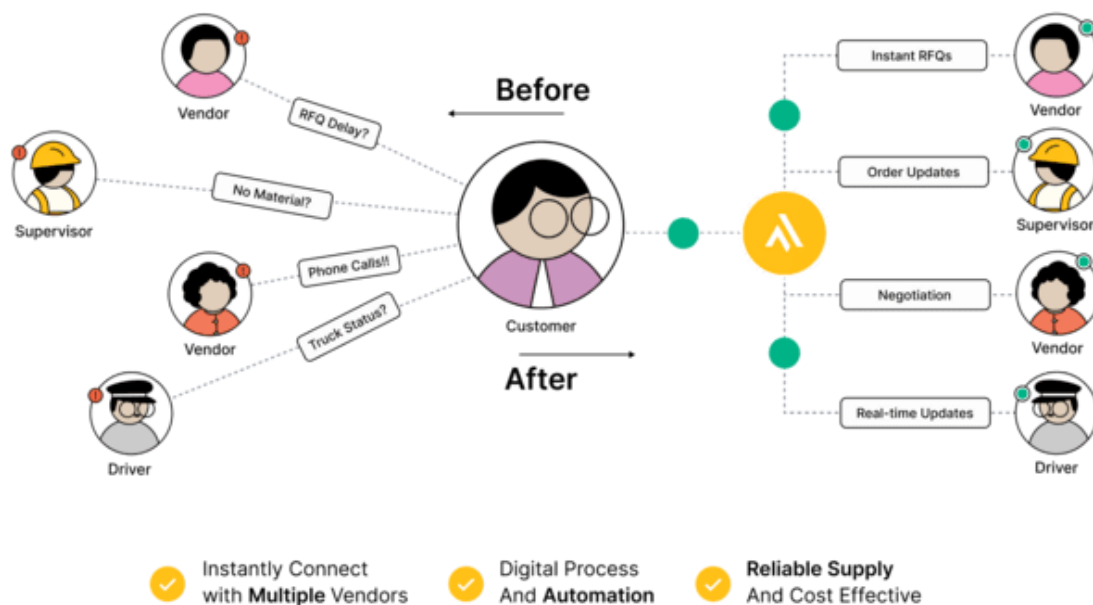 Vendor
RFQ Delay?
Before
Supervisor
No Material?
Vendor
Phone Calls!!
Driver
Truck Status?
Customer
After
Instant RFQs
Vendor
Order Updates
Supervisor
Negotiation
Vendor
Real-time Updates
Driver
Instantly Connect
with Multiple Vendors
Digital Process
And Automation
Reliable Supply
And Cost Effective